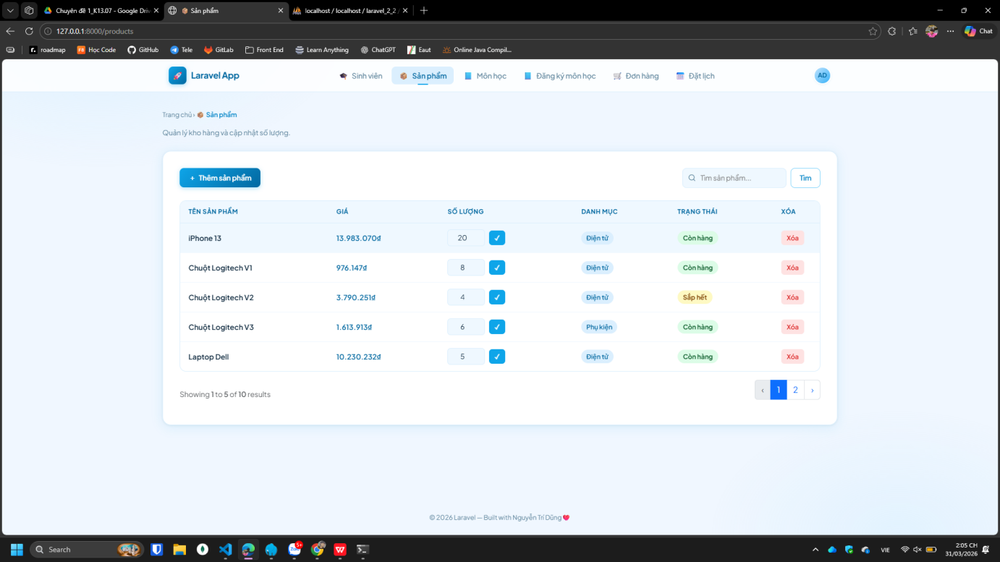 Chuyên đề 1_K13.07 - Google Driv
Sản phẩm
localhost / localhost / laravel_2_2 /
127.0.0.1:8000/products
Chat
roadmap
F8 Học Code
GitHub
Tele
GitLab
Front End
Learn Anything
ChatGPT
Eaut
Online Java Compil...
Laravel App
Sinh viên
Sản phẩm
Môn học
Đăng ký môn học
Đơn hàng
Đặt lịch
AD
Trang chủ › Sản phẩm
Quản lý kho hàng và cập nhật số lượng.
+ Thêm sản phẩm
Tìm sản phẩm...
Tìm
TÊN SẢN PHẨM GIÁ SỐ LƯỢNG DANH MỤC TRẠNG THÁI XÓA
iPhone 13 13.983.070₫ 20 ✓ Điện tử Còn hàng Xóa
Chuột Logitech V1 976.147₫ 8 ✓ Điện tử Còn hàng Xóa
Chuột Logitech V2 3.790.251₫ 4 ✓ Điện tử Sắp hết Xóa
Chuột Logitech V3 1.613.913₫ 6 ✓ Phụ kiện Còn hàng Xóa
Laptop Dell 10.230.232₫ 5 ✓ Điện tử Còn hàng Xóa
Showing 1 to 5 of 10 results
‹ 1 2 ›
© 2026 Laravel — Built with Nguyễn Trí Dũng
Search
5+
VIE
2:05 CH
31/03/2026